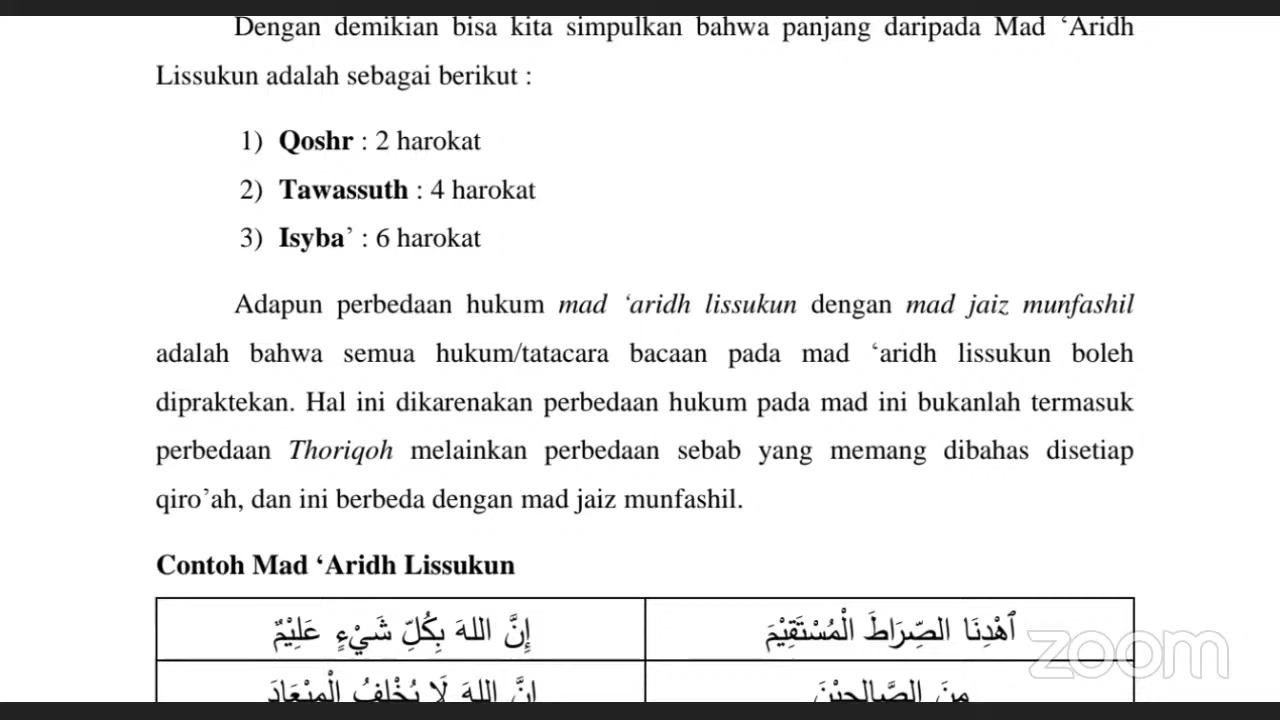 Dengan demikian bisa kita simpulkan bahwa panjang daripada Mad ‘Aridh
Lissukun adalah sebagai berikut :
1) Qoshr : 2 harokat
2) Tawassuth : 4 harokat
3) Isyba’ : 6 harokat
Adapun perbedaan hukum mad ‘aridh lissukun dengan mad jaiz munfashil
adalah bahwa semua hukum/tatacara bacaan pada mad ‘aridh lissukun boleh
dipraktekan. Hal ini dikarenakan perbedaan hukum pada mad ini bukanlah termasuk
perbedaan Thoriqoh melainkan perbedaan sebab yang memang dibahas disetiap
qiro’ah, dan ini berbeda dengan mad jaiz munfashil.
Contoh Mad ‘Aridh Lissukun
ٱهْدِنَا الصِّرَاطَ الْمُسْتَقِيْمَ
إِنَّ اللهَ بِكُلِّ شَيْءٍ عَلِيْمٌ
مِنَ الصَّالِحِيْنَ
إِنَّ اللهَ لَا يُخْلِفُ الْمِيْعَادَ
zoom